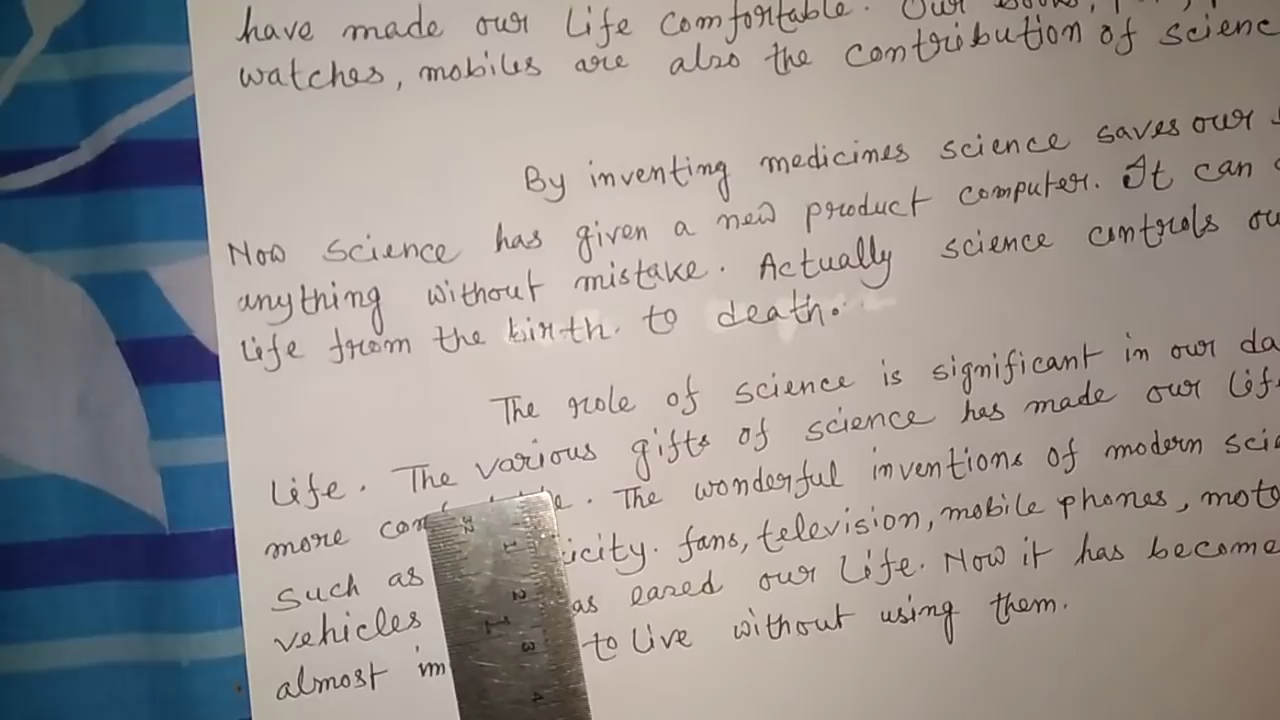 have made our life comfortable. Our
watches, mobiles are also the contribution of scienc
By inventing medicines science saves our
Now science has given a new product computer. It can
anything without mistake. Actually science controls ou
life from the birth. to death.
The role of science is significant in our da
life. The various gifts of science has made our life
more com e. The wonderful inventions of modern scie
such as icity. fans, television, mobile phones, moto
vehicles as eased our life. Now it has become
almost im to live without using them.